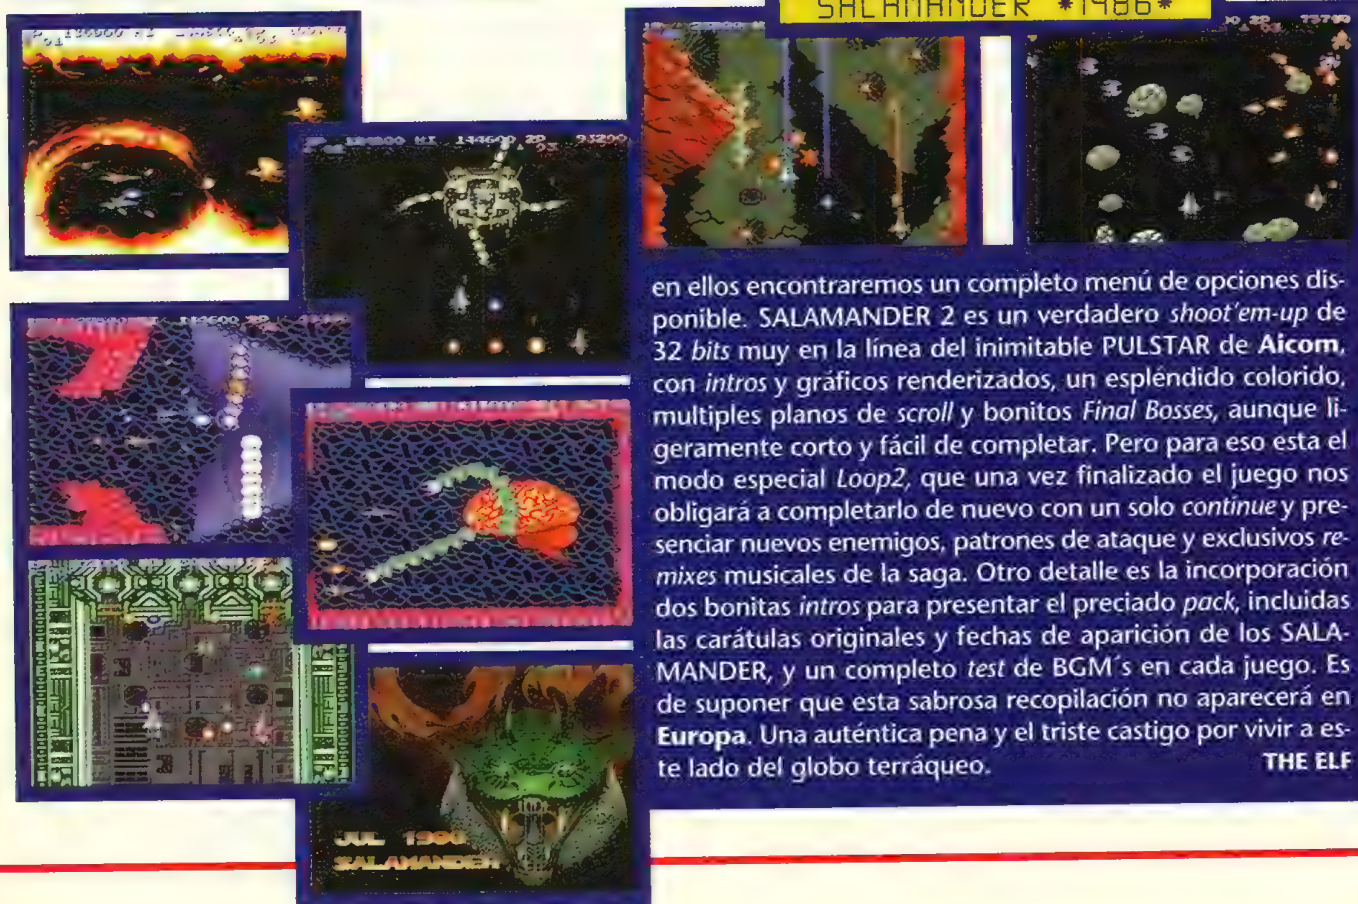 SALAMANDER *1986*
en ellos encontraremos un completo menú de opciones dis-
ponible. SALAMANDER 2 es un verdadero shoot'em-up de
32 bits muy en la línea del inimitable PULSTAR de Aicom,
con intros y gráficos renderizados, un espléndido colorido,
multiples planos de scroll y bonitos Final Bosses, aunque li-
geramente corto y fácil de completar. Pero para eso esta el
modo especial Loop2, que una vez finalizado el juego nos
obligará a completarlo de nuevo con un solo continue y pre-
senciar nuevos enemigos, patrones de ataque y exclusivos re-
mixes musicales de la saga. Otro detalle es la incorporación
dos bonitas intros para presentar el preciado pack, incluidas
las carátulas originales y fechas de aparición de los SALA-
MANDER, y un completo test de BGM´s en cada juego. Es
de suponer que esta sabrosa recopilación no aparecerá en
Europa. Una auténtica pena y el triste castigo por vivir a es-
te lado del globo terráqueo.
THE ELF
HI 144600 2P 93200
JUL
SALAMANDER